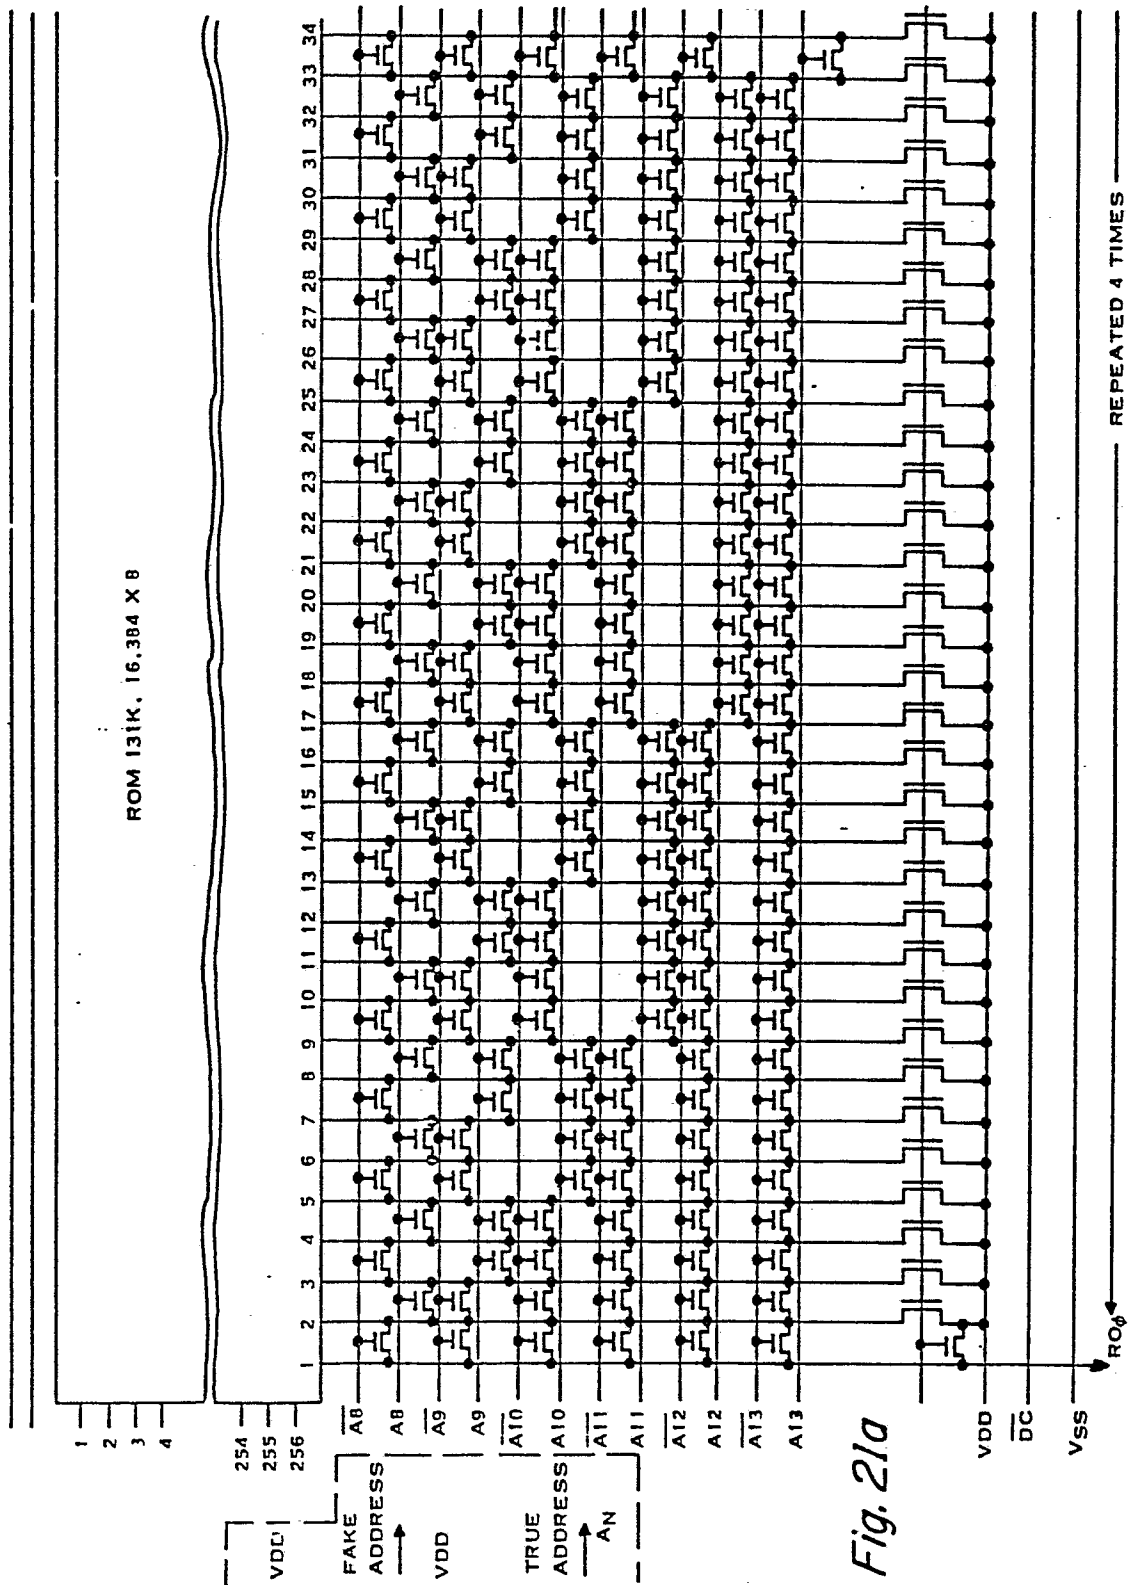 ROM 131K, 16,384 X 8
1
2
3
4
254
255
256
1 2 3 4 5 6 7 8 9 10 11 12 13 14 15 16 17 18 19 20 21 22 23 24 25 26 27 28 29 30 31 32 33 34
VDD
FAKE
ADDRESS
VDD
TRUE
ADDRESS
AN
A8
A8
A9
A9
A10
A10
A11
A11
A12
A12
A13
A13
VDD
DC
VSS
ROϕ
REPEATED 4 TIMES
Fig. 21a